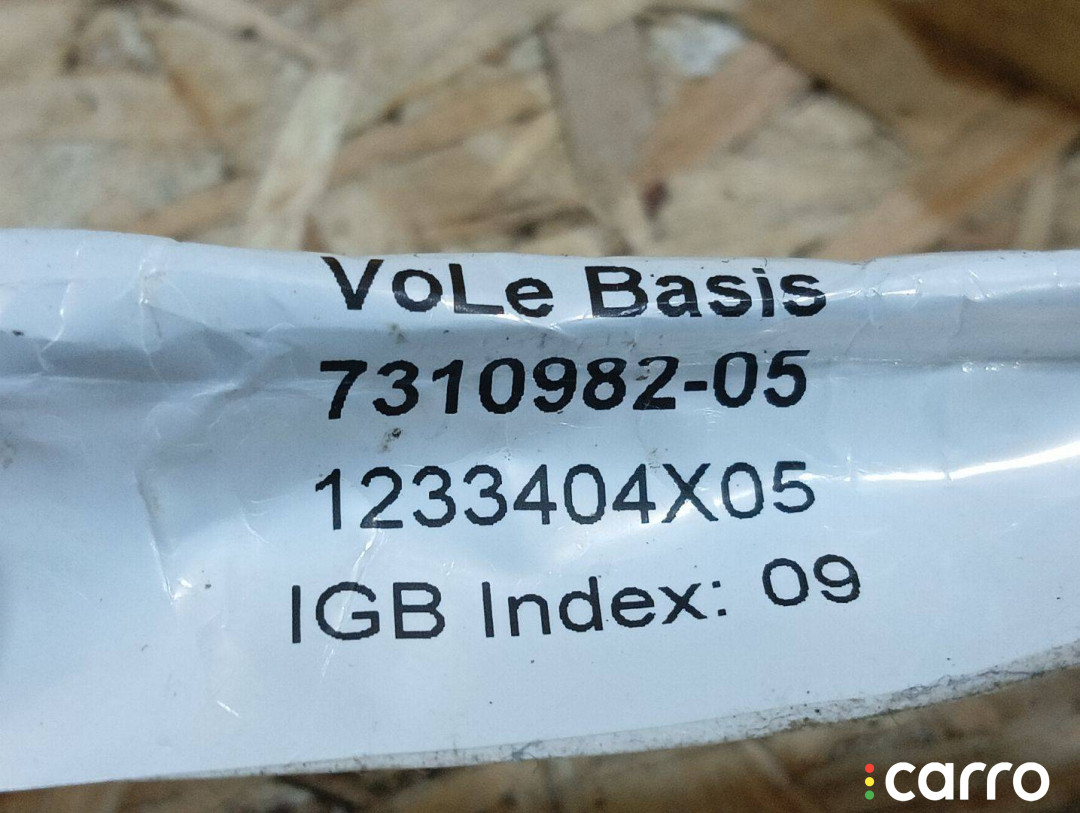 VoLe Basis
7310982-05
1233404X05
IGB Index: 09
carro